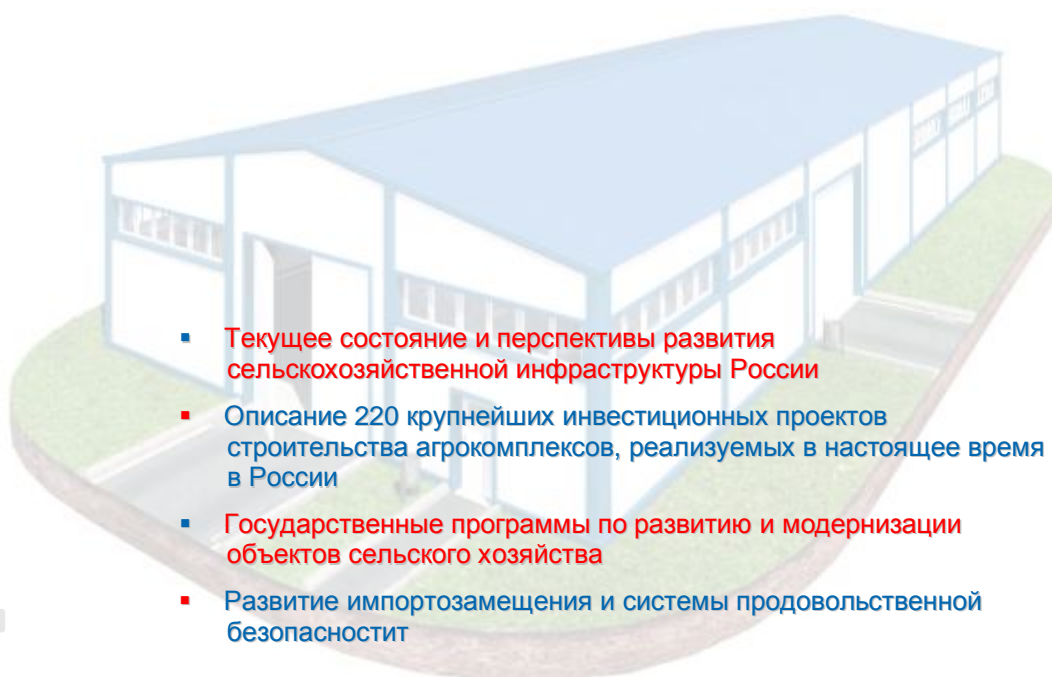 ▪ Текущее состояние и перспективы развития
сельскохозяйственной инфраструктуры России
▪ Описание 220 крупнейших инвестиционных проектов
строительства агрокомплексов, реализуемых в настоящее время
в России
▪ Государственные программы по развитию и модернизации
объектов сельского хозяйства
▪ Развитие импортозамещения и системы продовольственной
безопасностит